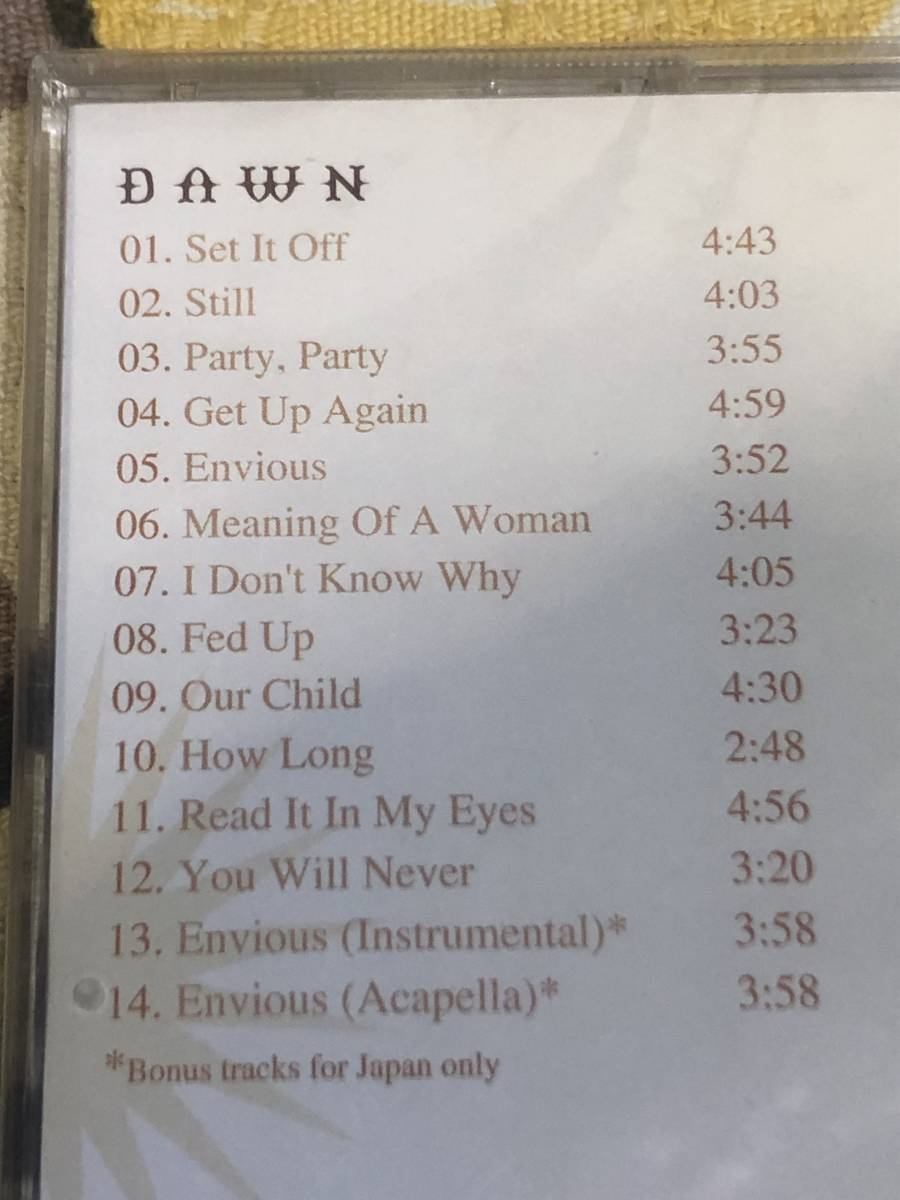 DAWN
01. Set It Off 4:43
02. Still 4:03
03. Party, Party 3:55
04. Get Up Again 4:59
05. Envious 3:52
06. Meaning Of A Woman 3:44
07. I Don't Know Why 4:05
08. Fed Up 3:23
09. Our Child 4:30
10. How Long 2:48
11. Read It In My Eyes 4:56
12. You Will Never 3:20
13. Envious (Instrumental)* 3:58
14. Envious (Acapella)* 3:58
*Bonus tracks for Japan only